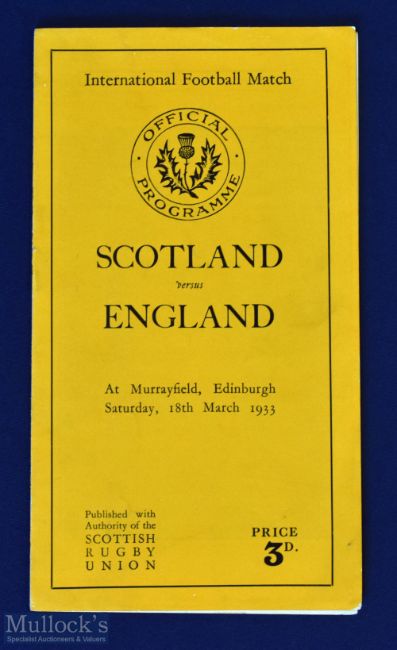 International Football Match
· OFFICIAL ·
PROGRAMME
SCOTLAND
versus
ENGLAND
At Murrayfield, Edinburgh
Saturday, 18th March 1933
Published with
Authority of the
SCOTTISH
RUGBY
UNION
PRICE
3D.
Mullock's
Specialist Auctioneers & Valuers